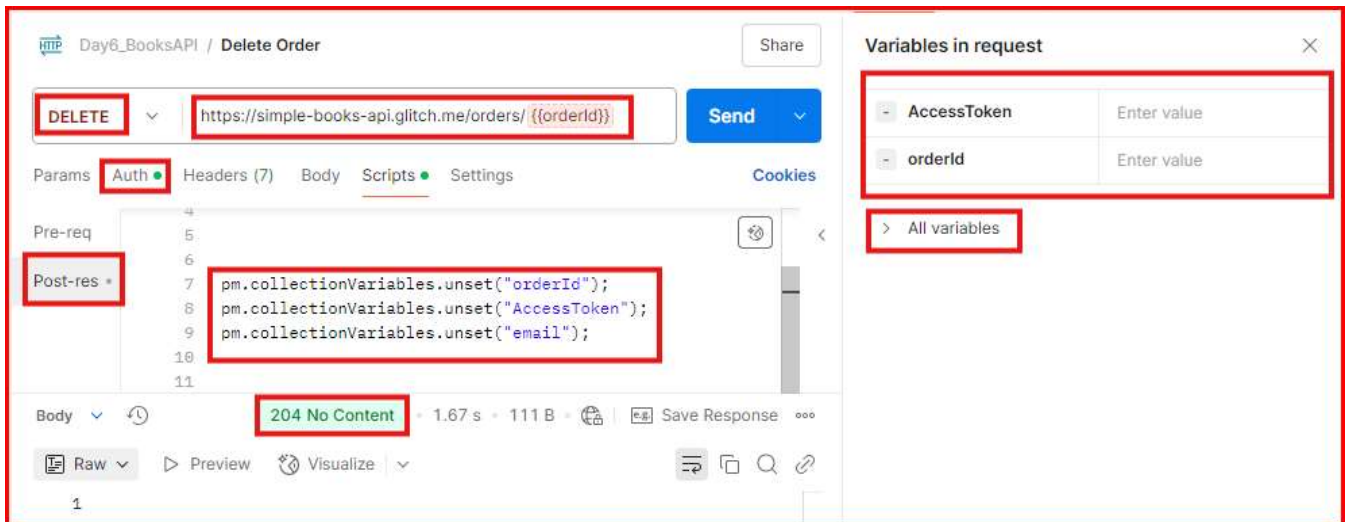 HTTP Day6_BooksAPI / Delete Order Share
DELETE https://simple-books-api.glitch.me/orders/ {{orderId}} Send
Params Auth Headers (7) Body Scripts Settings Cookies
Pre-req
Post-res
4
5
6
7 pm.collectionVariables.unset("orderId");
8 pm.collectionVariables.unset("AccessToken");
9 pm.collectionVariables.unset("email");
10
11
Body 204 No Content 1.67 s 111 B e.g. Save Response
Raw Preview Visualize
1
Variables in request
AccessToken Enter value
orderId Enter value
All variables